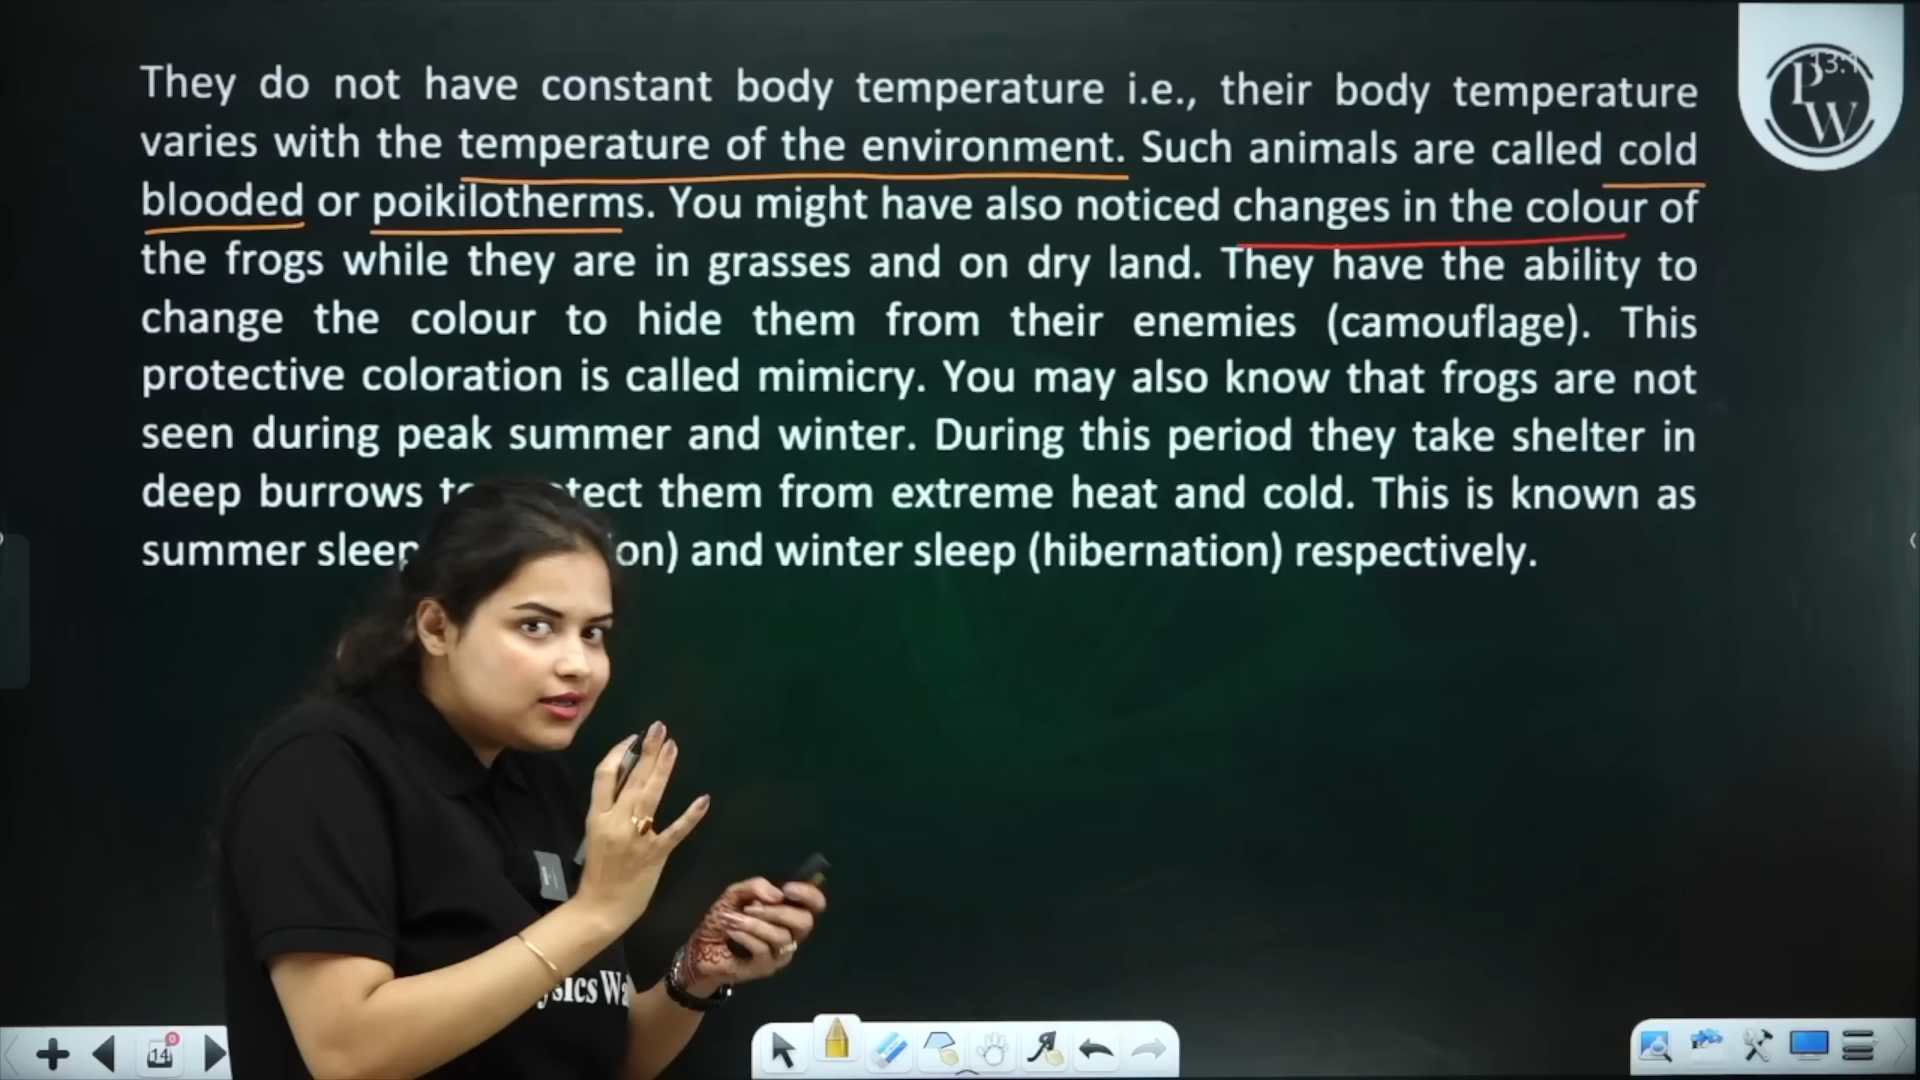 They do not have constant body temperature i.e., their body temperature
varies with the temperature of the environment. Such animals are called cold
blooded or poikilotherms. You might have also noticed changes in the colour of
the frogs while they are in grasses and on dry land. They have the ability to
change the colour to hide them from their enemies (camouflage). This
protective coloration is called mimicry. You may also know that frogs are not
seen during peak summer and winter. During this period they take shelter in
deep burrows them from extreme heat and cold. This is known as
summer and winter sleep (hibernation) respectively.
PW
14
0